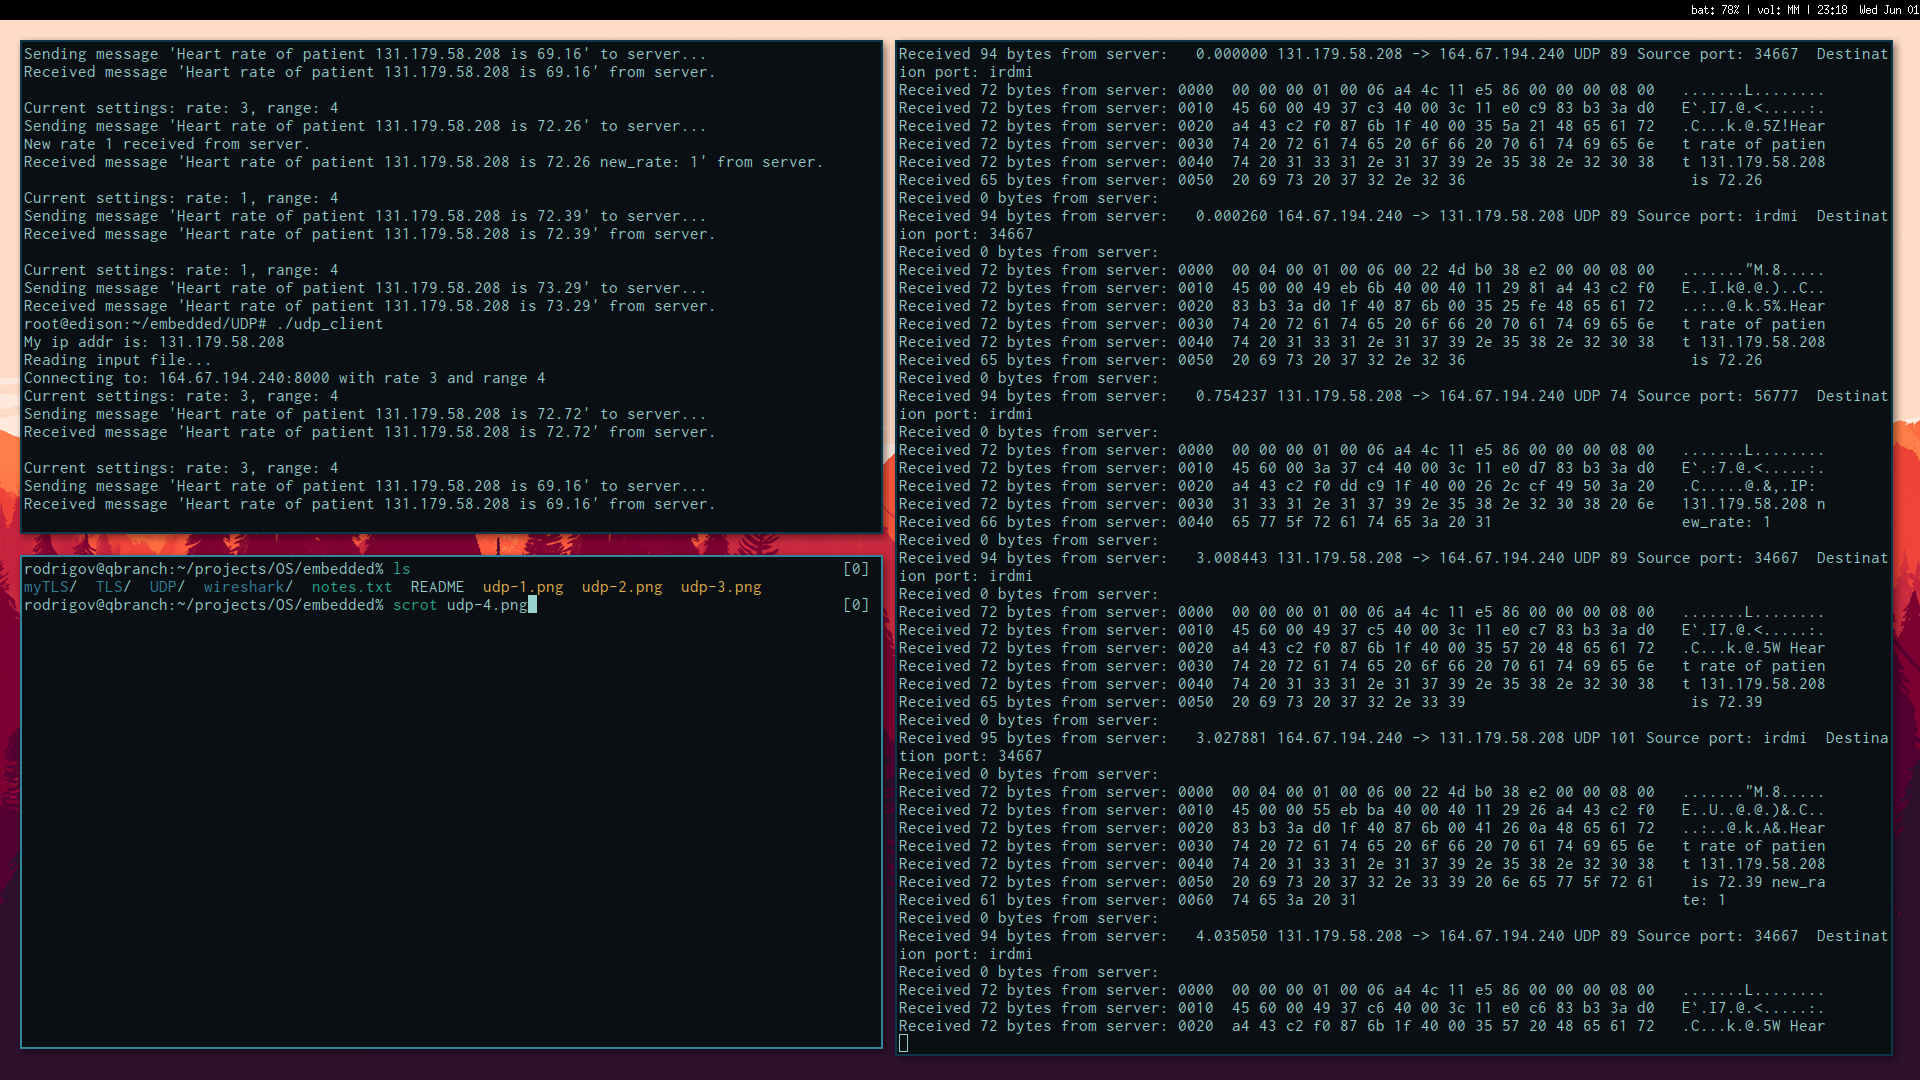 bat: 78% | vol: MM | 23:18  Wed Jun 01
Sending message 'Heart rate of patient 131.179.58.208 is 69.16' to server...
Received message 'Heart rate of patient 131.179.58.208 is 69.16' from server.
Current settings: rate: 3, range: 4
Sending message 'Heart rate of patient 131.179.58.208 is 72.26' to server...
New rate 1 received from server.
Received message 'Heart rate of patient 131.179.58.208 is 72.26 new_rate: 1' from server.
Current settings: rate: 1, range: 4
Sending message 'Heart rate of patient 131.179.58.208 is 72.39' to server...
Received message 'Heart rate of patient 131.179.58.208 is 72.39' from server.
Current settings: rate: 1, range: 4
Sending message 'Heart rate of patient 131.179.58.208 is 73.29' to server...
Received message 'Heart rate of patient 131.179.58.208 is 73.29' from server.
root@edison:~/embedded/UDP# ./udp_client
My ip addr is: 131.179.58.208
Reading input file...
Connecting to: 164.67.194.240:8000 with rate 3 and range 4
Current settings: rate: 3, range: 4
Sending message 'Heart rate of patient 131.179.58.208 is 72.72' to server...
Received message 'Heart rate of patient 131.179.58.208 is 72.72' from server.
Current settings: rate: 3, range: 4
Sending message 'Heart rate of patient 131.179.58.208 is 69.16' to server...
Received message 'Heart rate of patient 131.179.58.208 is 69.16' from server.
rodrigov@qbranch:~/projects/OS/embedded% ls [0]
myTLS/  TLS/  UDP/  wireshark/  notes.txt  README  udp-1.png  udp-2.png  udp-3.png
rodrigov@qbranch:~/projects/OS/embedded% scrot udp-4.png [0]
Received 94 bytes from server:   0.000000 131.179.58.208 -> 164.67.194.240 UDP 89 Source port: 34667  Destinat
ion port: irdmi
Received 72 bytes from server: 0000  00 00 00 01 00 06 a4 4c 11 e5 86 00 00 00 08 00   .......L........
Received 72 bytes from server: 0010  45 60 00 49 37 c3 40 00 3c 11 e0 c9 83 b3 3a d0   E`.I7.@.<.....:.
Received 72 bytes from server: 0020  a4 43 c2 f0 87 6b 1f 40 00 35 5a 21 48 65 61 72   .C...k.@.5Z!Hear
Received 72 bytes from server: 0030  74 20 72 61 74 65 20 6f 66 20 70 61 74 69 65 6e   t rate of patien
Received 72 bytes from server: 0040  74 20 31 33 31 2e 31 37 39 2e 35 38 2e 32 30 38   t 131.179.58.208
Received 65 bytes from server: 0050  20 69 73 20 37 32 2e 32 36                         is 72.26
Received 0 bytes from server:
Received 94 bytes from server:   0.000260 164.67.194.240 -> 131.179.58.208 UDP 89 Source port: irdmi  Destinat
ion port: 34667
Received 0 bytes from server:
Received 72 bytes from server: 0000  00 04 00 01 00 06 00 22 4d b0 38 e2 00 00 08 00   ......."M.8.....
Received 72 bytes from server: 0010  45 00 00 49 eb 6b 40 00 40 11 29 81 a4 43 c2 f0   E..I.k@.@.)..C..
Received 72 bytes from server: 0020  83 b3 3a d0 1f 40 87 6b 00 35 25 fe 48 65 61 72   ..:..@.k.5%.Hear
Received 72 bytes from server: 0030  74 20 72 61 74 65 20 6f 66 20 70 61 74 69 65 6e   t rate of patien
Received 72 bytes from server: 0040  74 20 31 33 31 2e 31 37 39 2e 35 38 2e 32 30 38   t 131.179.58.208
Received 65 bytes from server: 0050  20 69 73 20 37 32 2e 32 36                         is 72.26
Received 0 bytes from server:
Received 94 bytes from server:   0.754237 131.179.58.208 -> 164.67.194.240 UDP 74 Source port: 56777  Destinat
ion port: irdmi
Received 0 bytes from server:
Received 72 bytes from server: 0000  00 00 00 01 00 06 a4 4c 11 e5 86 00 00 00 08 00   .......L........
Received 72 bytes from server: 0010  45 60 00 3a 37 c4 40 00 3c 11 e0 d7 83 b3 3a d0   E`.:7.@.<.....:.
Received 72 bytes from server: 0020  a4 43 c2 f0 dd c9 1f 40 00 26 2c cf 49 50 3a 20   .C.....@.&,.IP:
Received 72 bytes from server: 0030  31 33 31 2e 31 37 39 2e 35 38 2e 32 30 38 20 6e   131.179.58.208 n
Received 66 bytes from server: 0040  65 77 5f 72 61 74 65 3a 20 31                     ew_rate: 1
Received 0 bytes from server:
Received 94 bytes from server:   3.008443 131.179.58.208 -> 164.67.194.240 UDP 89 Source port: 34667  Destinat
ion port: irdmi
Received 0 bytes from server:
Received 72 bytes from server: 0000  00 00 00 01 00 06 a4 4c 11 e5 86 00 00 00 08 00   .......L........
Received 72 bytes from server: 0010  45 60 00 49 37 c5 40 00 3c 11 e0 c7 83 b3 3a d0   E`.I7.@.<.....:.
Received 72 bytes from server: 0020  a4 43 c2 f0 87 6b 1f 40 00 35 57 20 48 65 61 72   .C...k.@.5W Hear
Received 72 bytes from server: 0030  74 20 72 61 74 65 20 6f 66 20 70 61 74 69 65 6e   t rate of patien
Received 72 bytes from server: 0040  74 20 31 33 31 2e 31 37 39 2e 35 38 2e 32 30 38   t 131.179.58.208
Received 65 bytes from server: 0050  20 69 73 20 37 32 2e 33 39                         is 72.39
Received 0 bytes from server:
Received 95 bytes from server:   3.027881 164.67.194.240 -> 131.179.58.208 UDP 101 Source port: irdmi  Destina
tion port: 34667
Received 0 bytes from server:
Received 72 bytes from server: 0000  00 04 00 01 00 06 00 22 4d b0 38 e2 00 00 08 00   ......."M.8.....
Received 72 bytes from server: 0010  45 00 00 55 eb ba 40 00 40 11 29 26 a4 43 c2 f0   E..U..@.@.)&.C..
Received 72 bytes from server: 0020  83 b3 3a d0 1f 40 87 6b 00 41 26 0a 48 65 61 72   ..:..@.k.A&.Hear
Received 72 bytes from server: 0030  74 20 72 61 74 65 20 6f 66 20 70 61 74 69 65 6e   t rate of patien
Received 72 bytes from server: 0040  74 20 31 33 31 2e 31 37 39 2e 35 38 2e 32 30 38   t 131.179.58.208
Received 72 bytes from server: 0050  20 69 73 20 37 32 2e 33 39 20 6e 65 77 5f 72 61    is 72.39 new_ra
Received 61 bytes from server: 0060  74 65 3a 20 31                                    te: 1
Received 0 bytes from server:
Received 94 bytes from server:   4.035050 131.179.58.208 -> 164.67.194.240 UDP 89 Source port: 34667  Destinat
ion port: irdmi
Received 0 bytes from server:
Received 72 bytes from server: 0000  00 00 00 01 00 06 a4 4c 11 e5 86 00 00 00 08 00   .......L........
Received 72 bytes from server: 0010  45 60 00 49 37 c6 40 00 3c 11 e0 c6 83 b3 3a d0   E`.I7.@.<.....:.
Received 72 bytes from server: 0020  a4 43 c2 f0 87 6b 1f 40 00 35 57 20 48 65 61 72   .C...k.@.5W Hear